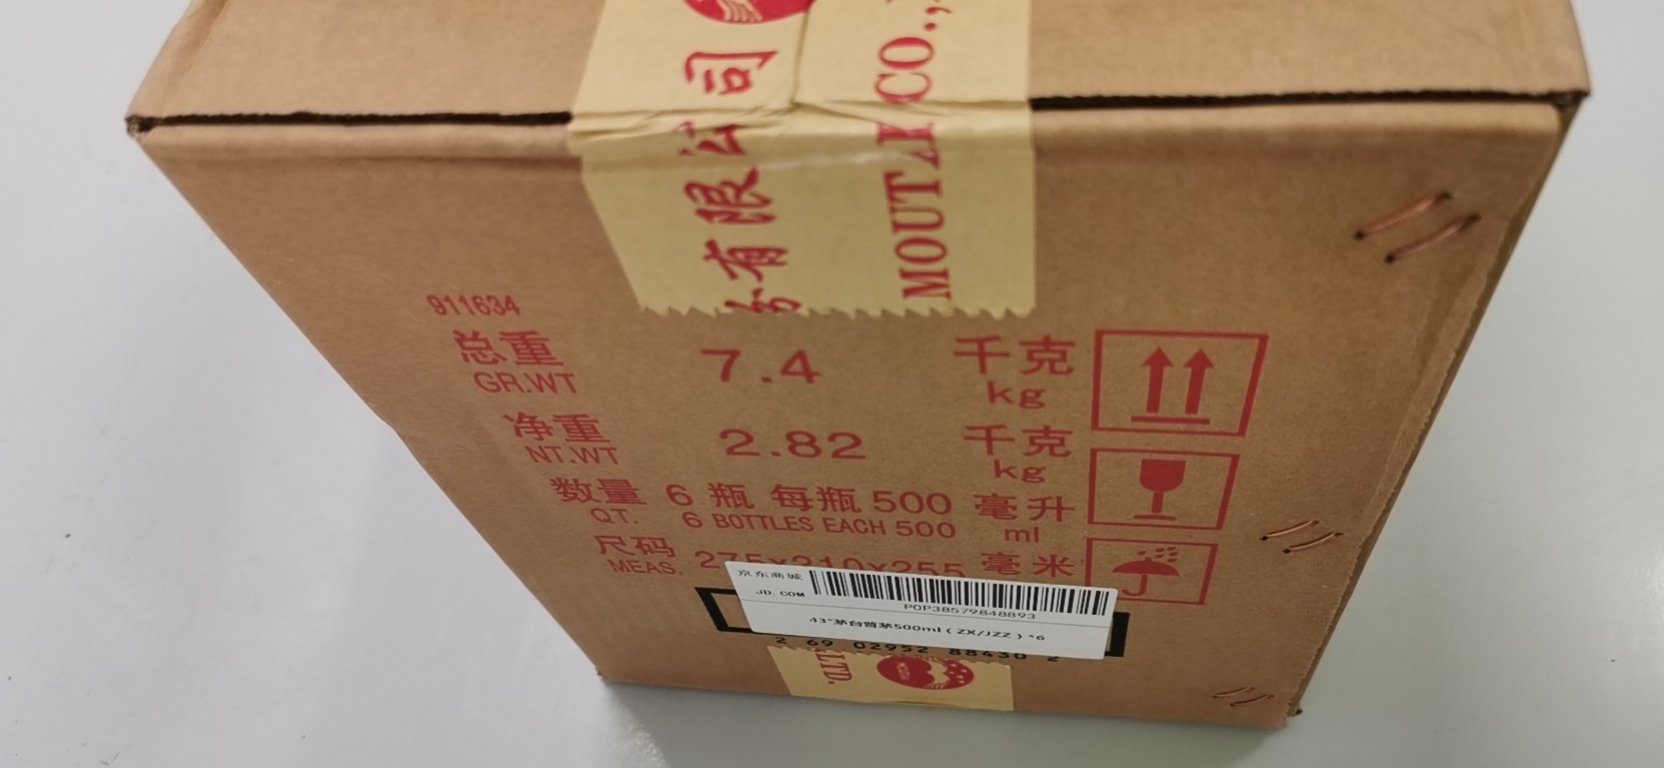 有限公司
MOUTAI CO.,
911634
总重 7.4 千克
GR.WT kg
净重 2.82 千克
NT.WT kg
数量 6 瓶 每瓶 500 毫升
QT. 6 BOTTLES EACH 500 ml
尺码 275x210x255 毫米
MEAS.
京东商城
JD.COM
POP38579848893
43°茅台普茅500ml（ZX/JZZ）*6
2 69 02952 88430 2
LTD.